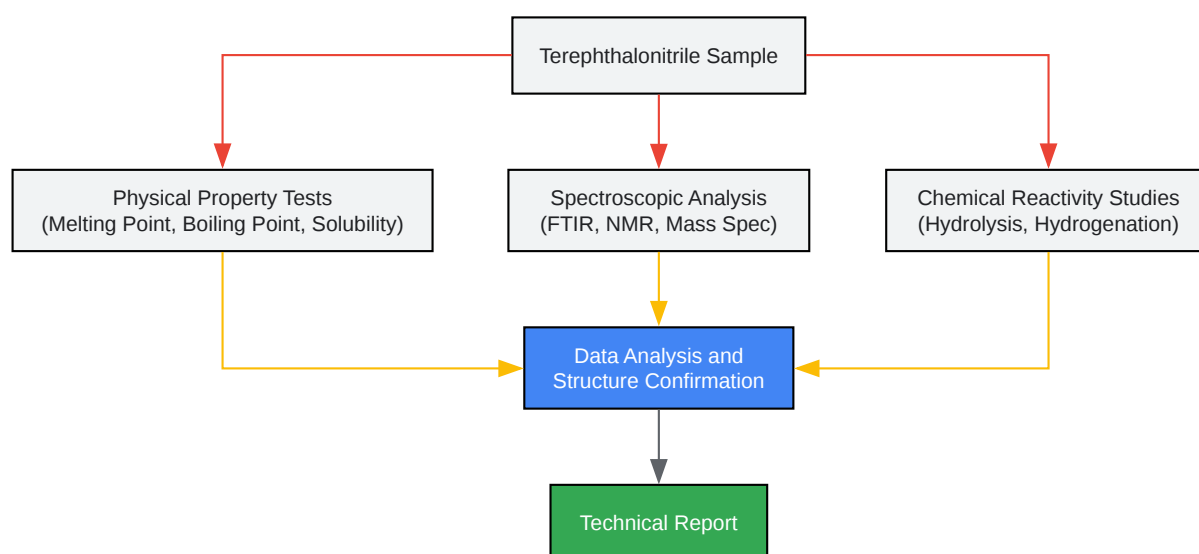 Terephthalonitrile Sample
Physical Property Tests
(Melting Point, Boiling Point, Solubility)
Spectroscopic Analysis
(FTIR, NMR, Mass Spec)
Chemical Reactivity Studies
(Hydrolysis, Hydrogenation)
Data Analysis and
Structure Confirmation
Technical Report